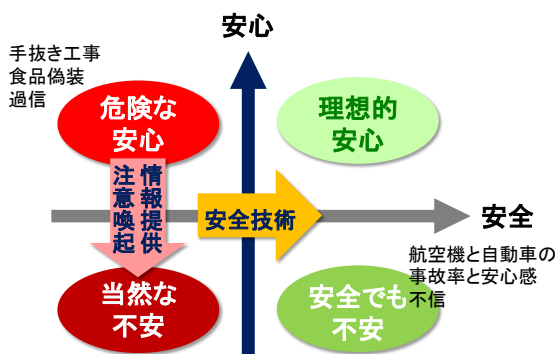 安心
手抜き工事
食品偽装
過信
危険な
安心
理想的
安心
情報提供
注意喚起
安全技術
安全
航空機と自動車の
事故率と安心感
不信
当然な
不安
安全でも
不安